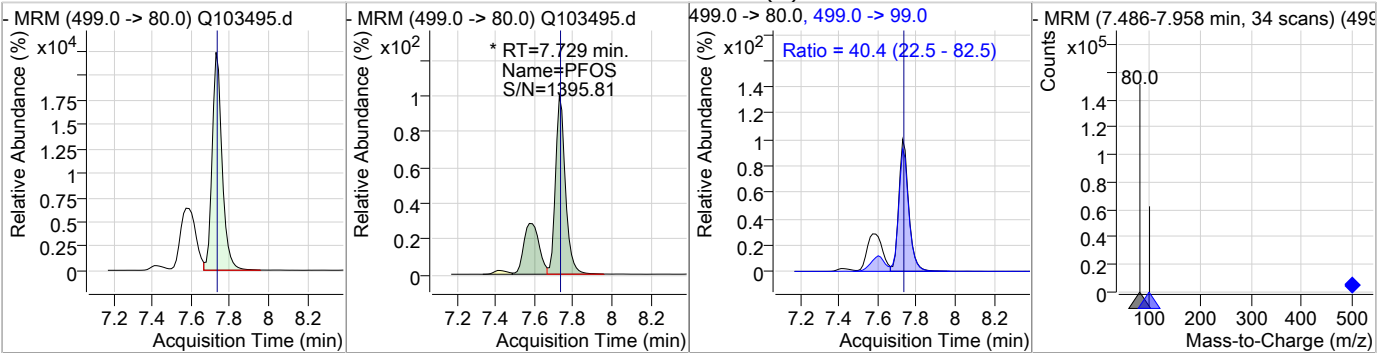 - MRM (499.0 -> 80.0) Q103495.d
x10⁴
Relative Abundance (%)
1.75
1.5
1.25
1
0.75
0.5
0.25
0
7.2 7.4 7.6 7.8 8 8.2
Acquisition Time (min)
- MRM (499.0 -> 80.0) Q103495.d
x10²
Relative Abundance (%)
* RT=7.729 min.
Name=PFOS
S/N=1395.81
1
0.8
0.6
0.4
0.2
0
7.2 7.4 7.6 7.8 8 8.2
Acquisition Time (min)
499.0 -> 80.0, 499.0 -> 99.0
x10²
Relative Abundance (%)
Ratio = 40.4 (22.5 - 82.5)
1.4
1.2
1
0.8
0.6
0.4
0.2
0
7.2 7.4 7.6 7.8 8 8.2
Acquisition Time (min)
- MRM (7.486-7.958 min, 34 scans) (499
x10⁵
Counts
80.0
1.4
1.2
1
0.8
0.6
0.4
0.2
0
100 200 300 400 500
Mass-to-Charge (m/z)